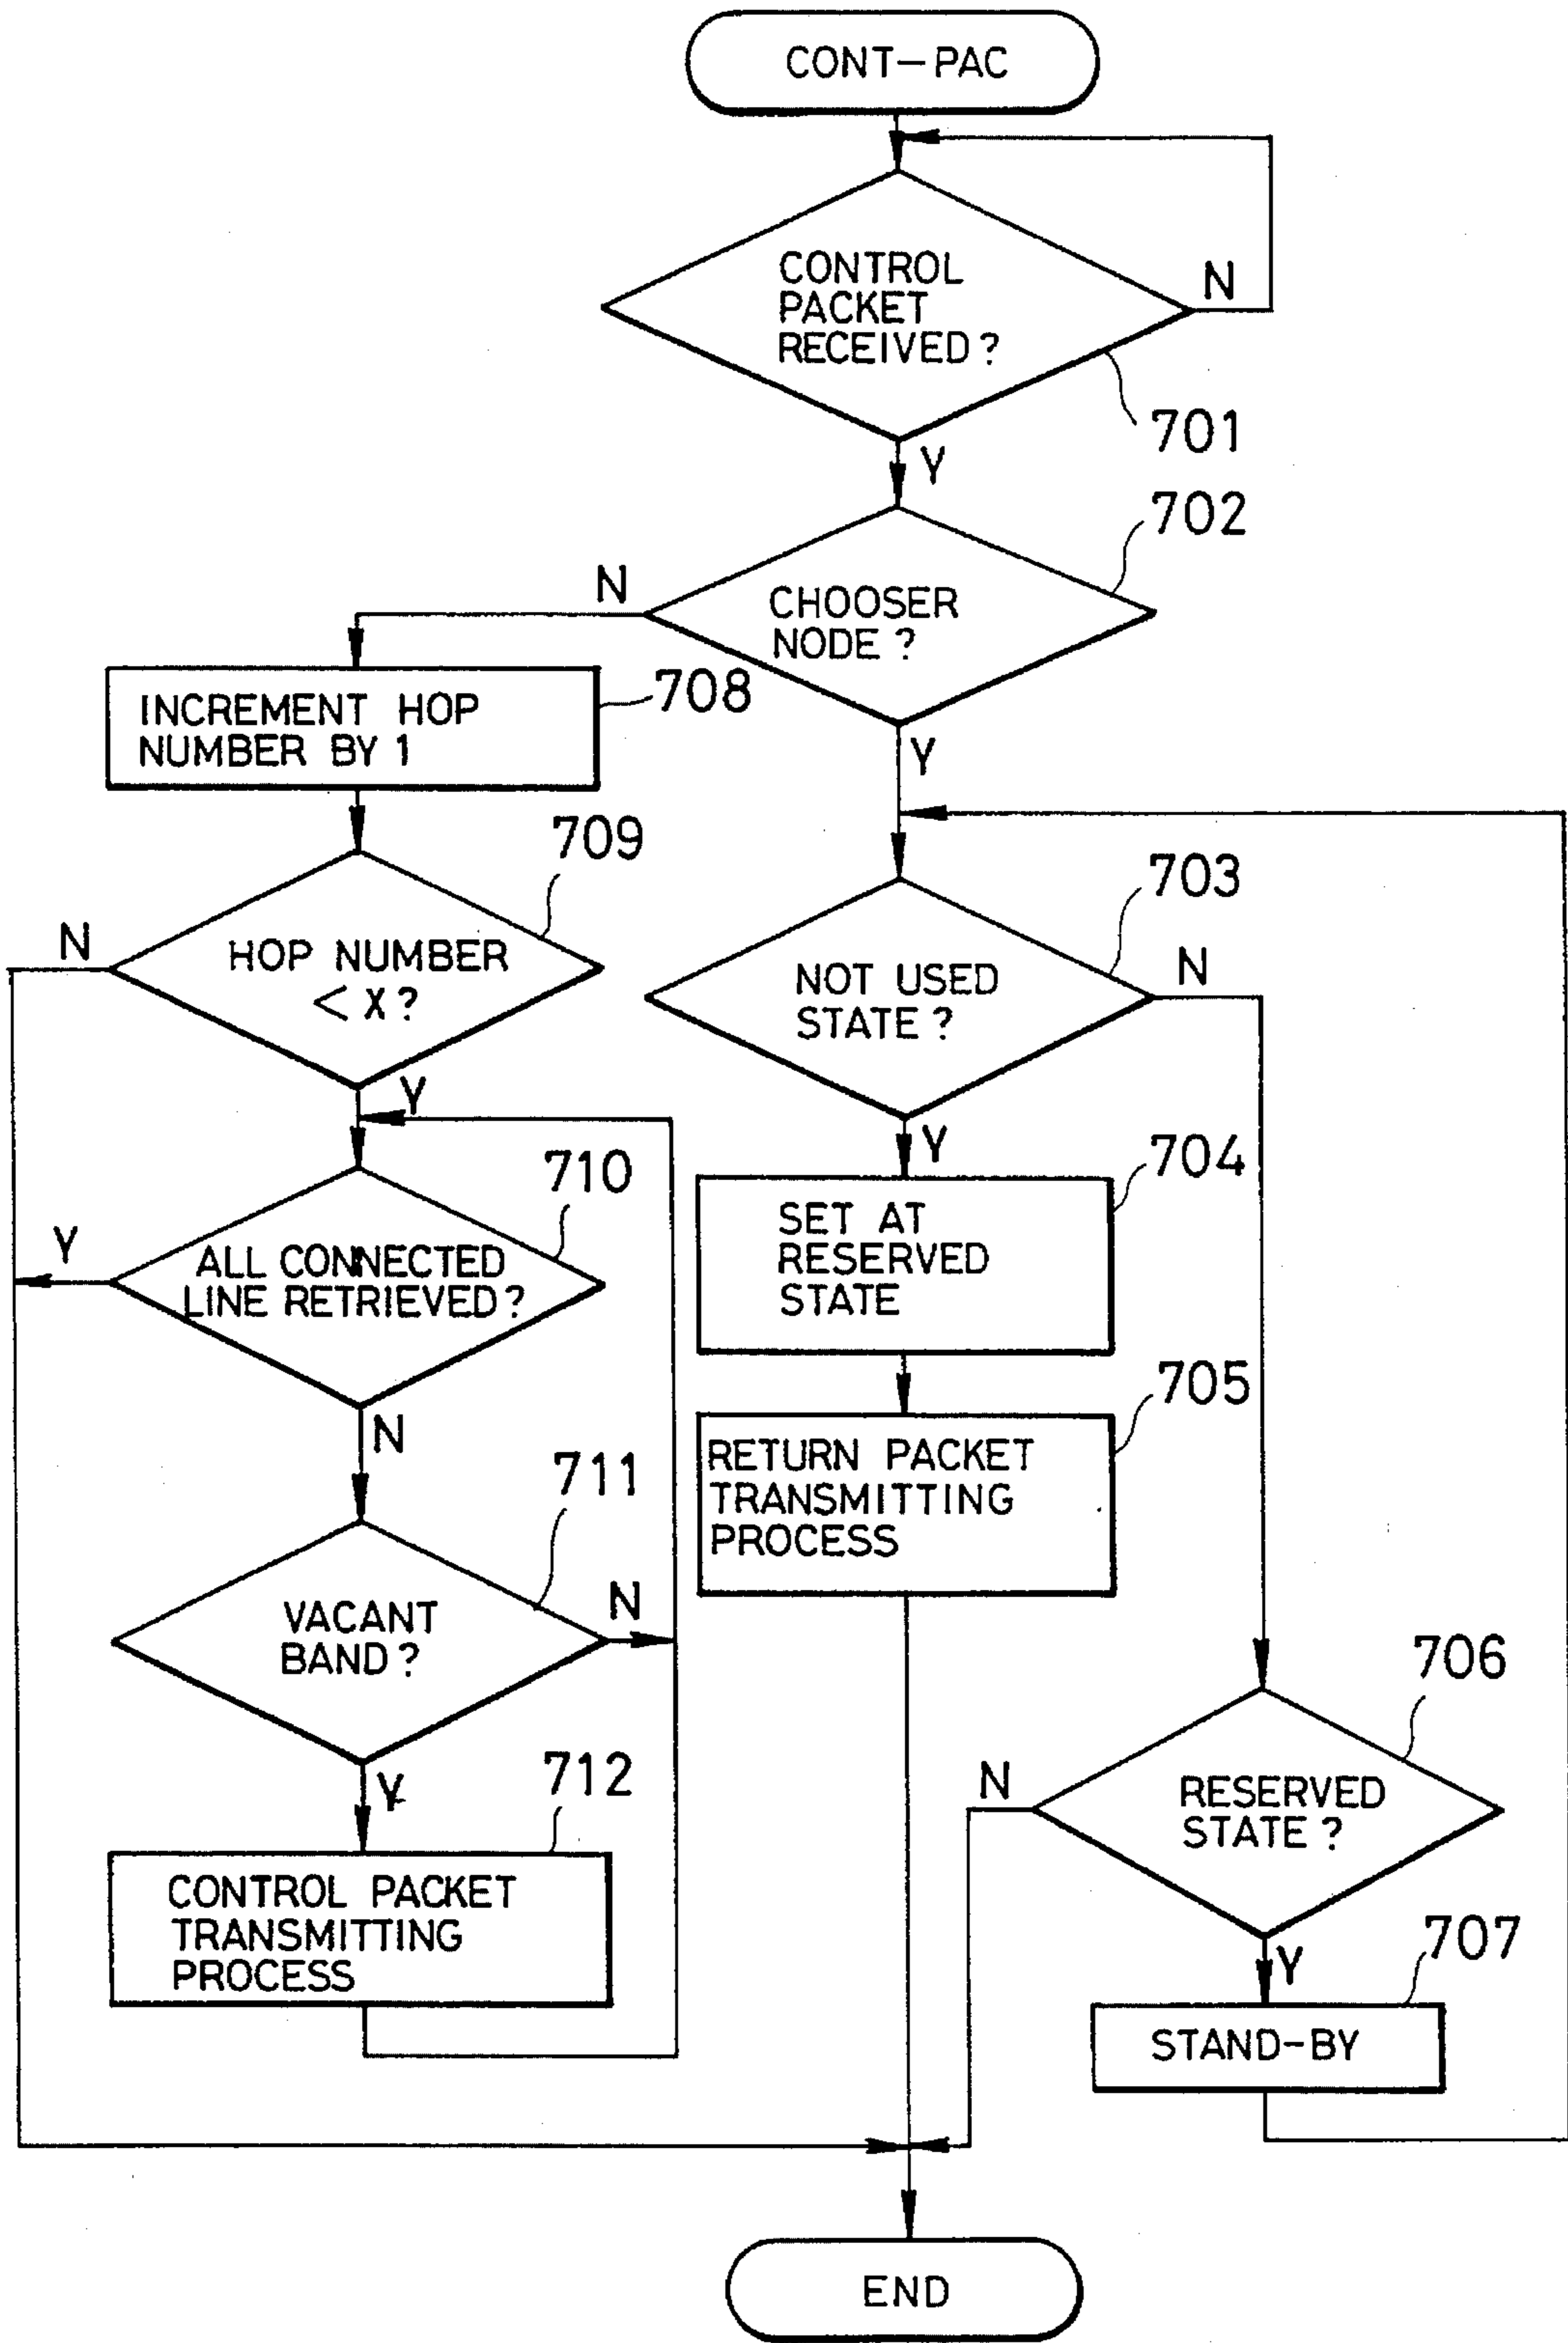 CONT-PAC
CONTROL
PACKET
RECEIVED?
N
701
Y
702
CHOOSER
NODE?
N
Y
INCREMENT HOP
NUMBER BY 1
708
709
HOP NUMBER
< X?
N
Y
703
NOT USED
STATE?
N
Y
710
ALL CONNECTED
LINE RETRIEVED?
Y
N
704
SET AT
RESERVED
STATE
705
RETURN PACKET
TRANSMITTING
PROCESS
711
VACANT
BAND?
N
Y
706
RESERVED
STATE?
N
Y
712
CONTROL PACKET
TRANSMITTING
PROCESS
707
STAND-BY
END